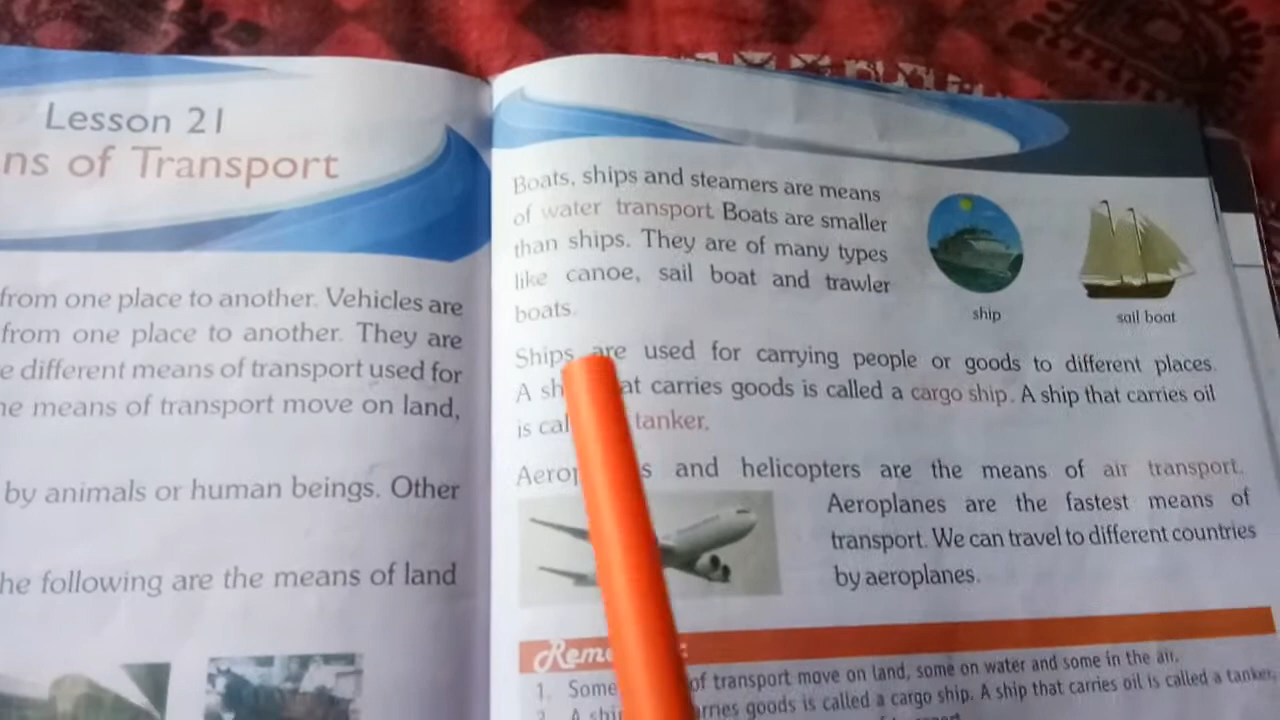 Lesson 21
ns of Transport
from one place to another. Vehicles are
from one place to another. They are
e different means of transport used for
he means of transport move on land,
by animals or human beings. Other
he following are the means of land
Boats, ships and steamers are means
of water transport. Boats are smaller
than ships. They are of many types
like canoe, sail boat and trawler
boats.
ship
sail boat
Ships are used for carrying people or goods to different places.
A sh at carries goods is called a cargo ship. A ship that carries oil
is cal tanker.
Aerop s and helicopters are the means of air transport.
Aeroplanes are the fastest means of
transport. We can travel to different countries
by aeroplanes.
Reme :
1. Some of transport move on land, some on water and some in the air.
2. A shi rries goods is called a cargo ship. A ship that carries oil is called a tanker.